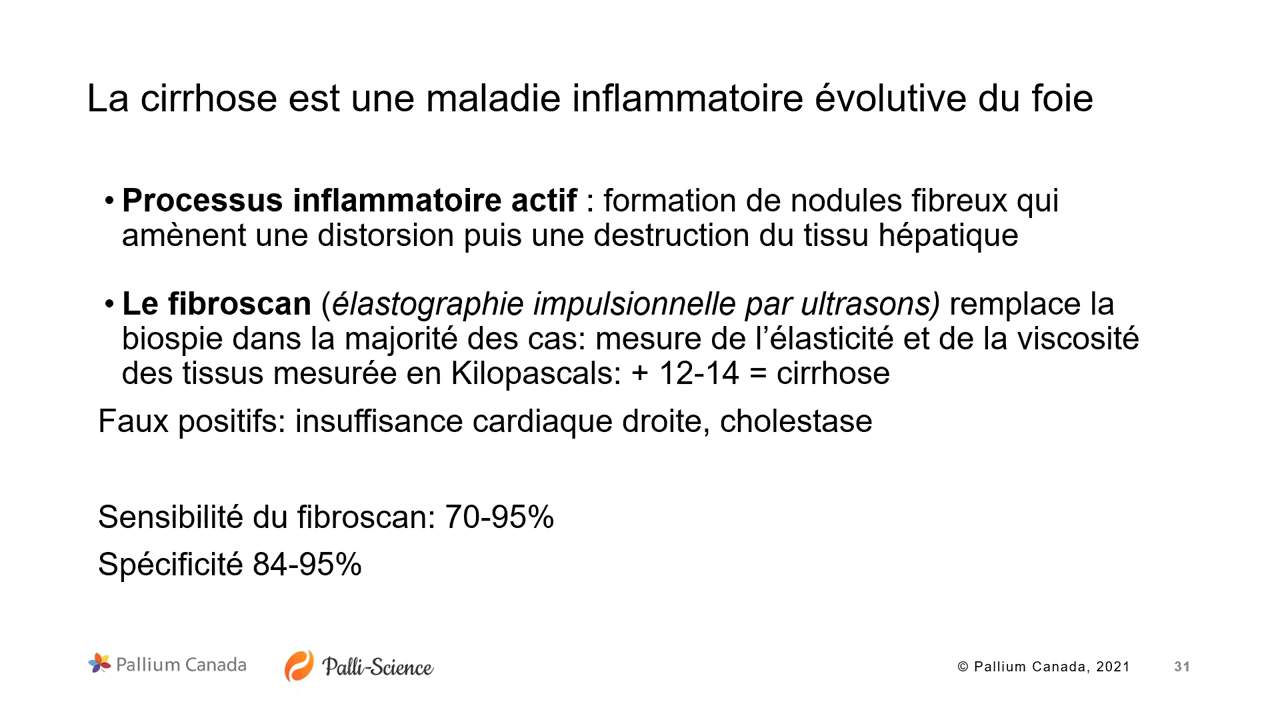 La cirrhose est une maladie inflammatoire évolutive du foie
• Processus inflammatoire actif : formation de nodules fibreux qui
amènent une distorsion puis une destruction du tissu hépatique
• Le fibroscan (élastographie impulsionnelle par ultrasons) remplace la
biospie dans la majorité des cas: mesure de l’élasticité et de la viscosité
des tissus mesurée en Kilopascals: + 12-14 = cirrhose
Faux positifs: insuffisance cardiaque droite, cholestase
Sensibilité du fibroscan: 70-95%
Spécificité 84-95%
Pallium Canada
Palli-Science
© Pallium Canada, 2021
31